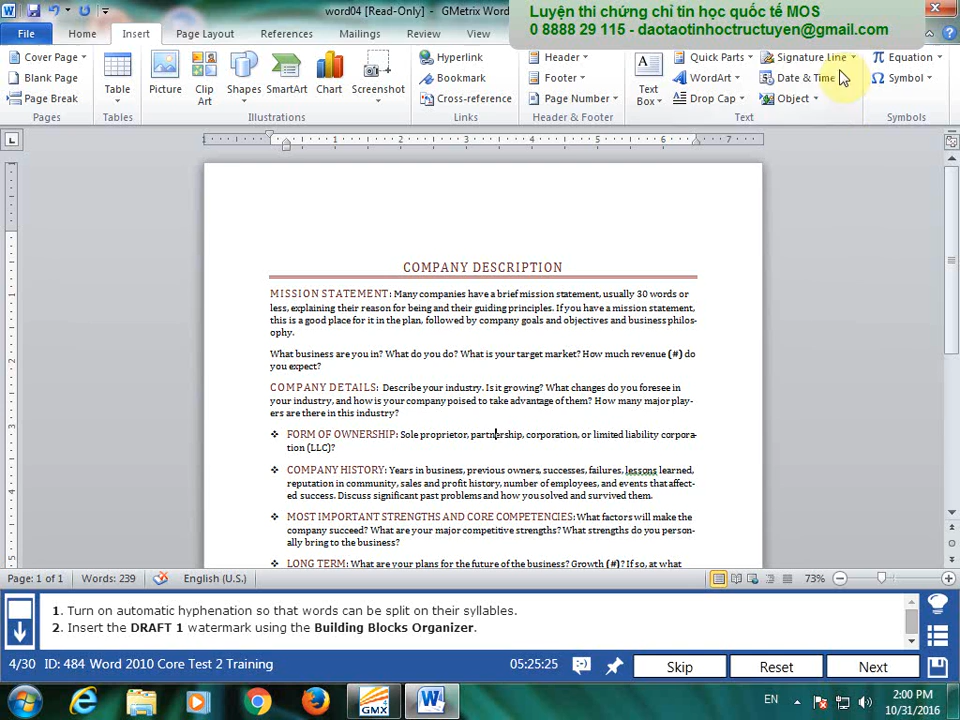 word04 [Read-Only] - GMetrix Word
Luyện thi chứng chỉ tin học quốc tế MOS
0 8888 29 115 - daotaotinhoctructuyen@gmail.com
File Home Insert Page Layout References Mailings Review View
Cover Page
Blank Page
Page Break
Pages
Table
Tables
Picture
Clip Art
Shapes
SmartArt
Chart
Screenshot
Illustrations
Hyperlink
Bookmark
Cross-reference
Links
Header
Footer
Page Number
Header & Footer
Text Box
Quick Parts
WordArt
Drop Cap
Signature Line
Date & Time
Object
Text
Equation
Symbol
Symbols
1 1 2 3 4 5 6 7
COMPANY DESCRIPTION
MISSION STATEMENT: Many companies have a brief mission statement, usually 30 words or
less, explaining their reason for being and their guiding principles. If you have a mission statement,
this is a good place for it in the plan, followed by company goals and objectives and business philos-
ophy.
What business are you in? What do you do? What is your target market? How much revenue (#) do
you expect?
COMPANY DETAILS: Describe your industry. Is it growing? What changes do you foresee in
your industry, and how is your company poised to take advantage of them? How many major play-
ers are there in this industry?
❖ FORM OF OWNERSHIP: Sole proprietor, partnership, corporation, or limited liability corpora-
tion (LLC)?
❖ COMPANY HISTORY: Years in business, previous owners, successes, failures, lessons learned,
reputation in community, sales and profit history, number of employees, and events that affect-
ed success. Discuss significant past problems and how you solved and survived them.
❖ MOST IMPORTANT STRENGTHS AND CORE COMPETENCIES: What factors will make the
company succeed? What are your major competitive strengths? What strengths do you person-
ally bring to the business?
❖ LONG TERM: What are your plans for the future of the business? Growth (#)? If so, at what
Page: 1 of 1 Words: 239 English (U.S.) 73%
1. Turn on automatic hyphenation so that words can be split on their syllables.
2. Insert the DRAFT 1 watermark using the Building Blocks Organizer.
4/30 ID: 484 Word 2010 Core Test 2 Training 05:25:25 Skip Reset Next
GMX
EN
2:00 PM
10/31/2016